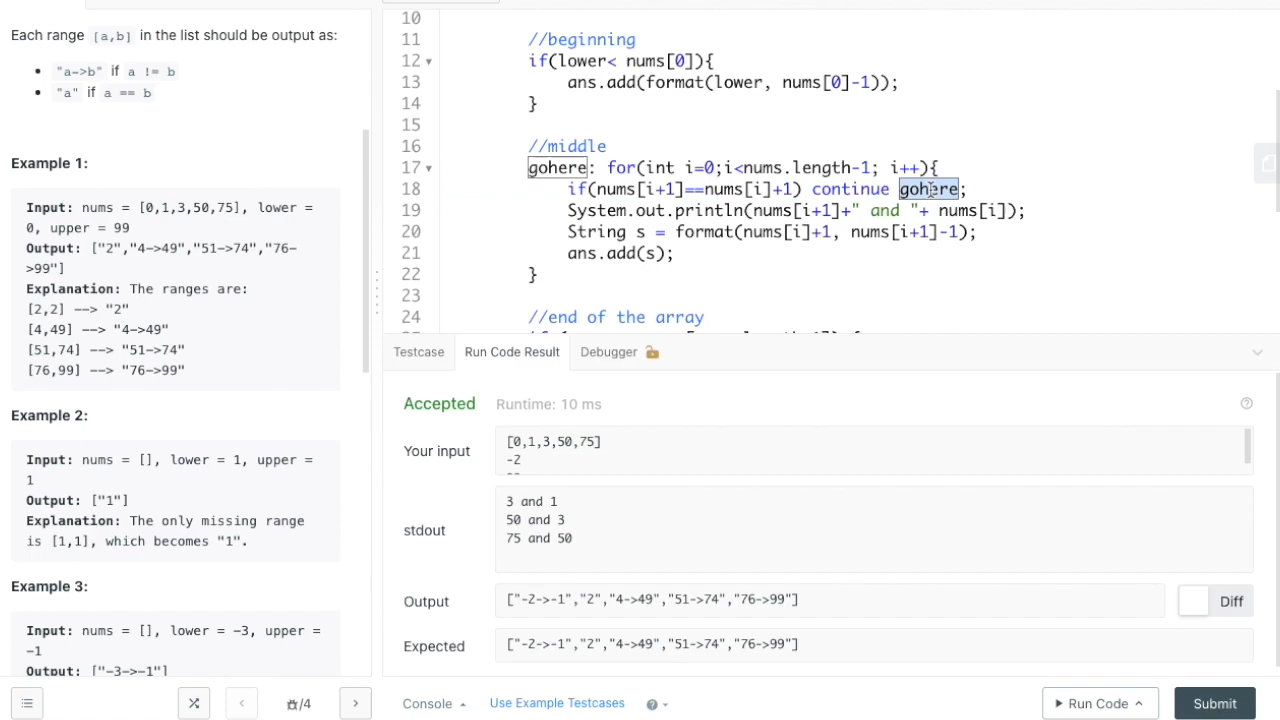 Each range [a,b] in the list should be output as:
"a->b" if a != b
"a" if a == b
Example 1:
Input: nums = [0,1,3,50,75], lower =
0, upper = 99
Output: ["2","4->49","51->74","76-
>99"]
Explanation: The ranges are:
[2,2] --> "2"
[4,49] --> "4->49"
[51,74] --> "51->74"
[76,99] --> "76->99"
Example 2:
Input: nums = [], lower = 1, upper =
1
Output: ["1"]
Explanation: The only missing range
is [1,1], which becomes "1".
Example 3:
Input: nums = [], lower = -3, upper =
-1
Output: ["-3->-1"]
/4
10
11 //beginning
12 if(lower< nums[0]){
13 ans.add(format(lower, nums[0]-1));
14 }
15
16 //middle
17 gohere: for(int i=0;i<nums.length-1; i++){
18 if(nums[i+1]==nums[i]+1) continue gohere;
19 System.out.println(nums[i+1]+" and "+ nums[i]);
20 String s = format(nums[i]+1, nums[i+1]-1);
21 ans.add(s);
22 }
23
24 //end of the array
Testcase Run Code Result Debugger
Accepted Runtime: 10 ms
Your input
[0,1,3,50,75]
-2
stdout
3 and 1
50 and 3
75 and 50
Output ["-2->-1","2","4->49","51->74","76->99"] Diff
Expected ["-2->-1","2","4->49","51->74","76->99"]
Console Use Example Testcases ? Run Code Submit